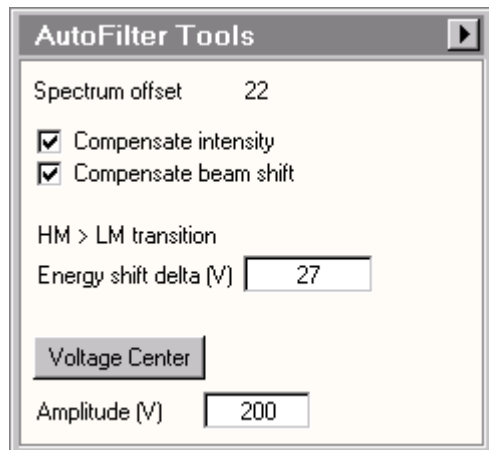 AutoFilter Tools
Spectrum offset 22
Compensate intensity
Compensate beam shift
HM > LM transition
Energy shift delta (V) 27
Voltage Center
Amplitude (V) 200